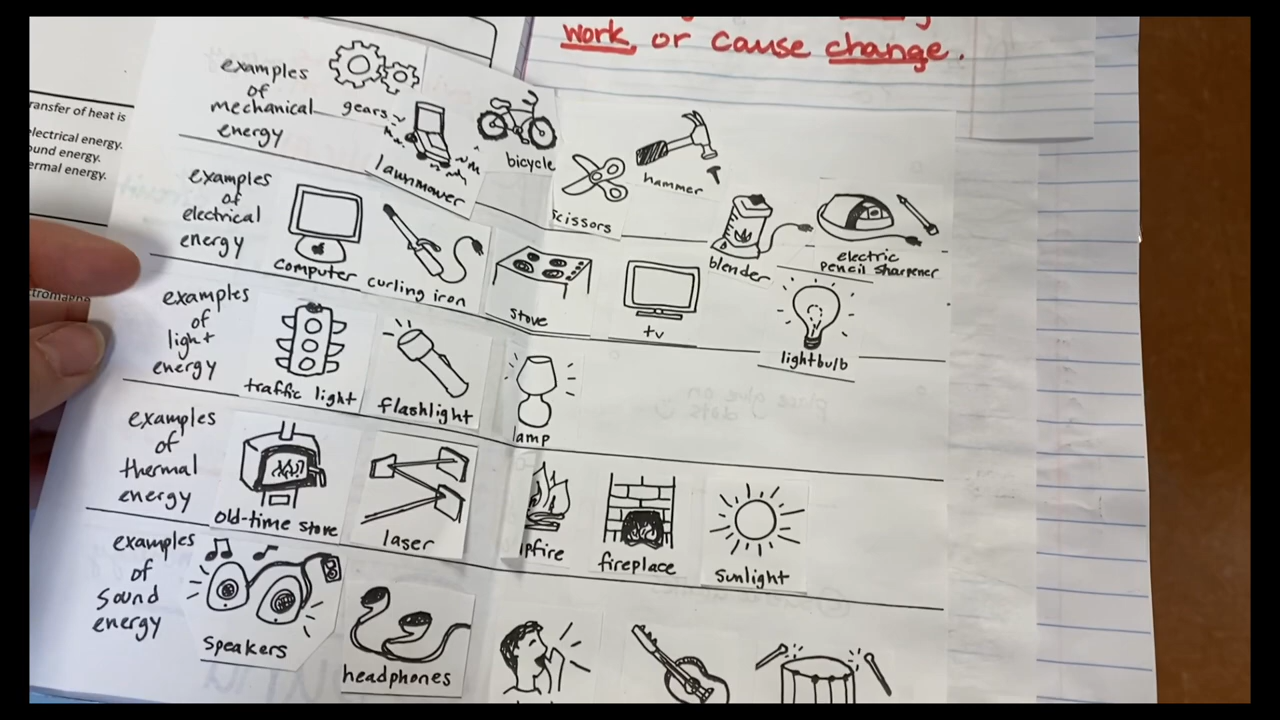 work, or cause change.
ransfer of heat is
lectrical energy.
ound energy.
ermal energy.
examples
of
mechanical
energy
gears
lawnmower
bicycle
scissors
hammer
examples
of
electrical
energy
computer
curling iron
stove
tv
blender
electric
pencil sharpener
examples
of
light
energy
traffic light
flashlight
lamp
lightbulb
examples
of
thermal
energy
old-time stove
laser
pfire
fireplace
sunlight
examples
of
sound
energy
speakers
headphones